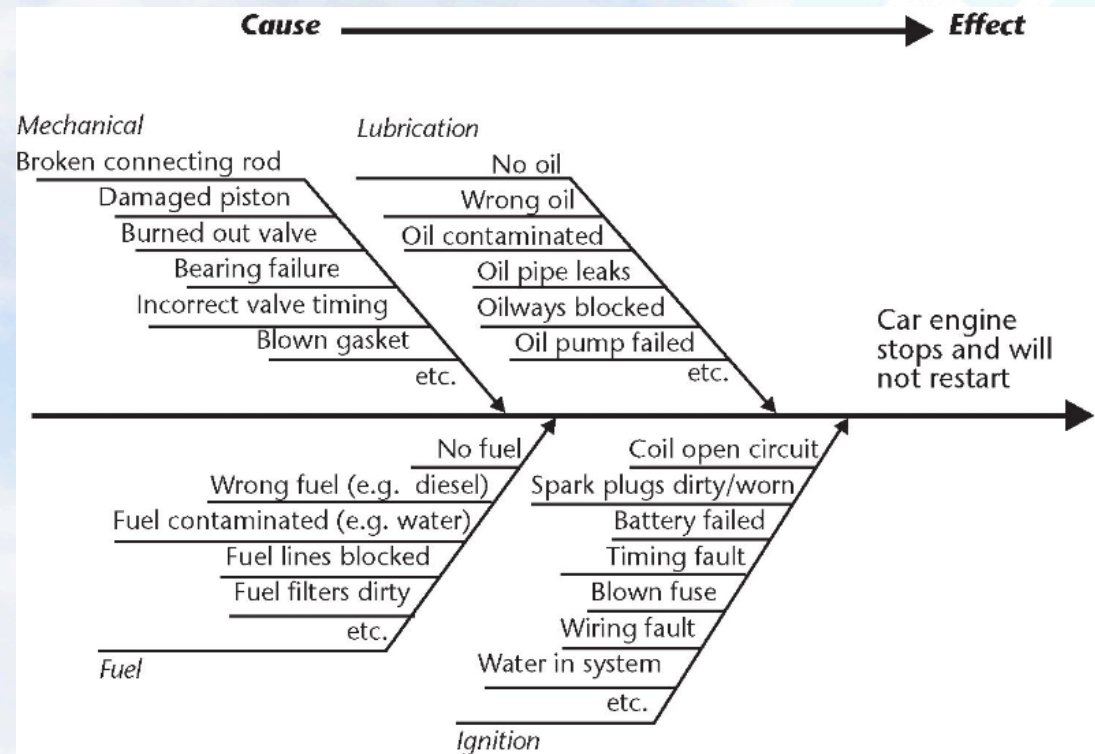 Cause
Effect
Mechanical
Broken connecting rod
Damaged piston
Burned out valve
Bearing failure
Incorrect valve timing
Blown gasket
etc.
Lubrication
No oil
Wrong oil
Oil contaminated
Oil pipe leaks
Oilways blocked
Oil pump failed
etc.
Car engine
stops and will
not restart
No fuel
Wrong fuel (e.g. diesel)
Fuel contaminated (e.g. water)
Fuel lines blocked
Fuel filters dirty
etc.
Fuel
Coil open circuit
Spark plugs dirty/worn
Battery failed
Timing fault
Blown fuse
Wiring fault
Water in system
etc.
Ignition